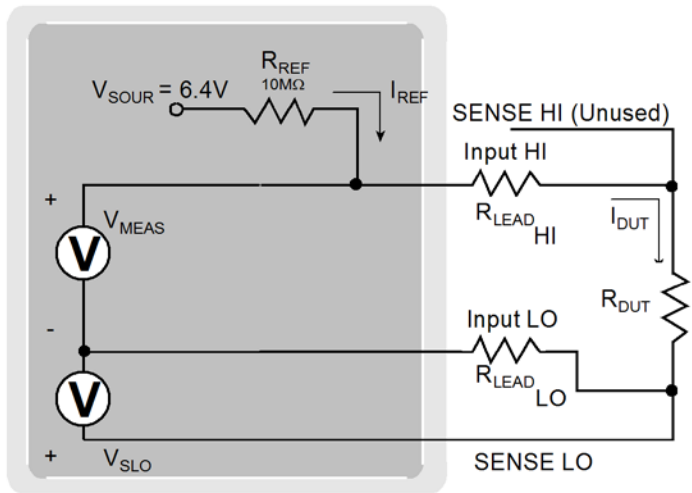 V_SOUR = 6.4V
R_REF
10MΩ
I_REF
SENSE HI (Unused)
Input HI
R_LEAD HI
I_DUT
+
V_MEAS
V
-
R_DUT
Input LO
R_LEAD LO
V
+
V_SLO
SENSE LO